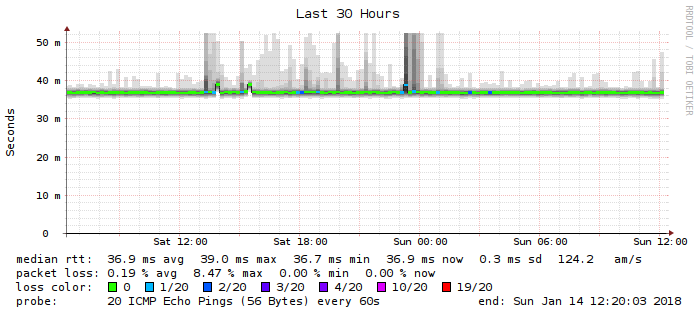 Last 30 Hours
RRDTOOL / TOBI OETIKER
Seconds
50 m
40 m
30 m
20 m
10 m
0
Sat 12:00 Sat 18:00 Sun 00:00 Sun 06:00 Sun 12:00
median rtt: 36.9 ms avg 39.0 ms max 36.7 ms min 36.9 ms now 0.3 ms sd 124.2 am/s
packet loss: 0.19 % avg 8.47 % max 0.00 % min 0.00 % now
loss color: 0 1/20 2/20 3/20 4/20 10/20 19/20
probe: 20 ICMP Echo Pings (56 Bytes) every 60s end: Sun Jan 14 12:20:03 2018